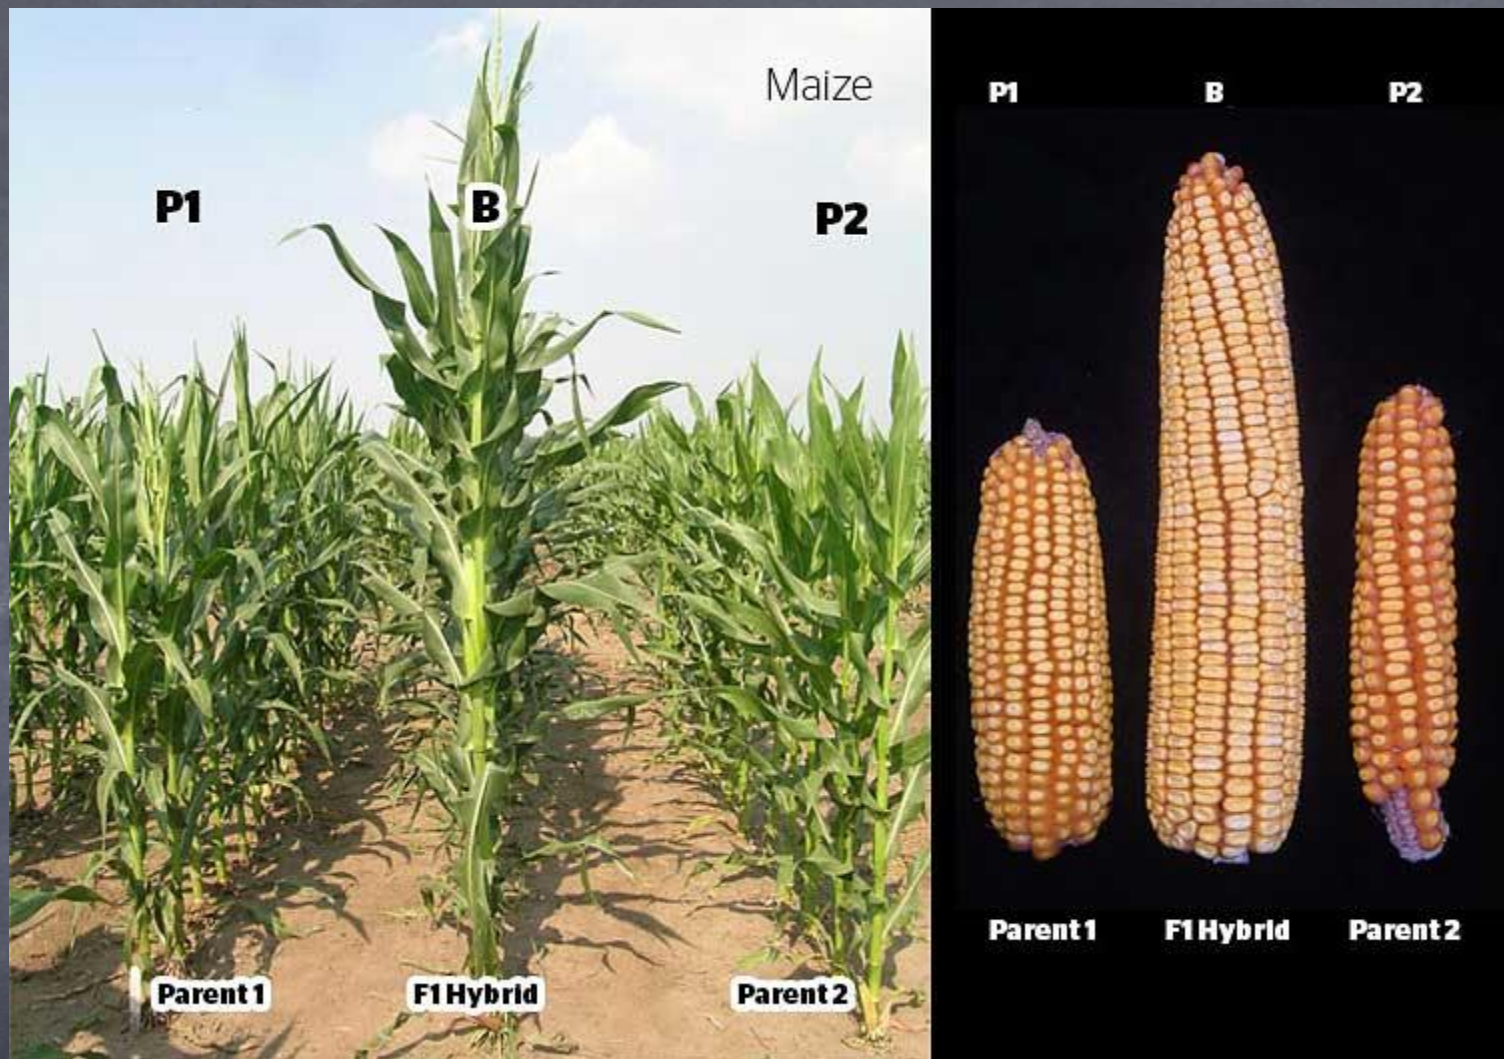 Maize
P1
B
P2
Parent 1
F1 Hybrid
Parent 2
P1
B
P2
Parent 1
F1 Hybrid
Parent 2